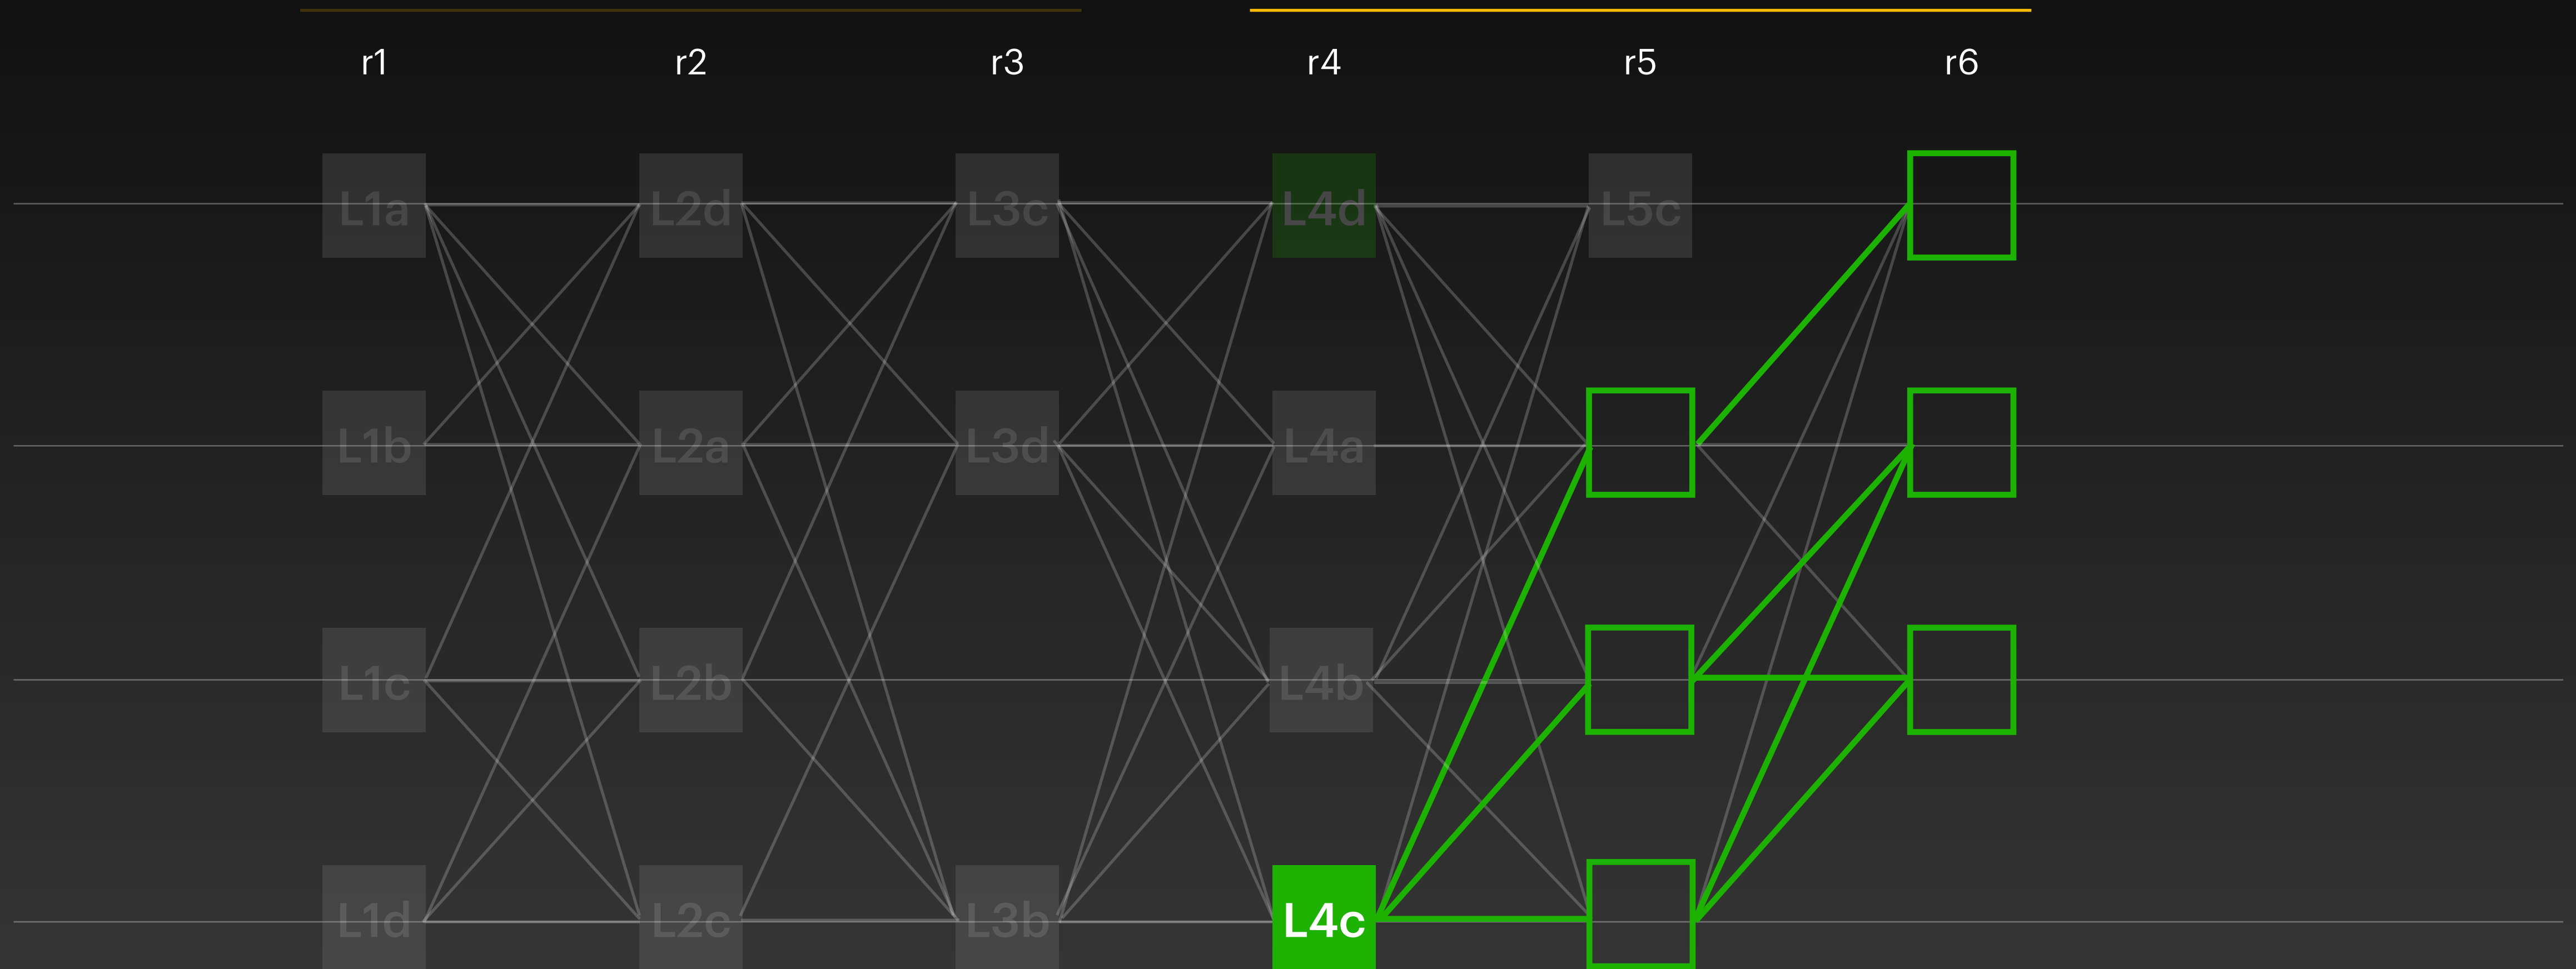 r1 r2 r3 r4 r5 r6
L1a L2d L3c L4d L5c
L1b L2a L3d L4a
L1c L2b L4b
L1d L2c L3b L4c